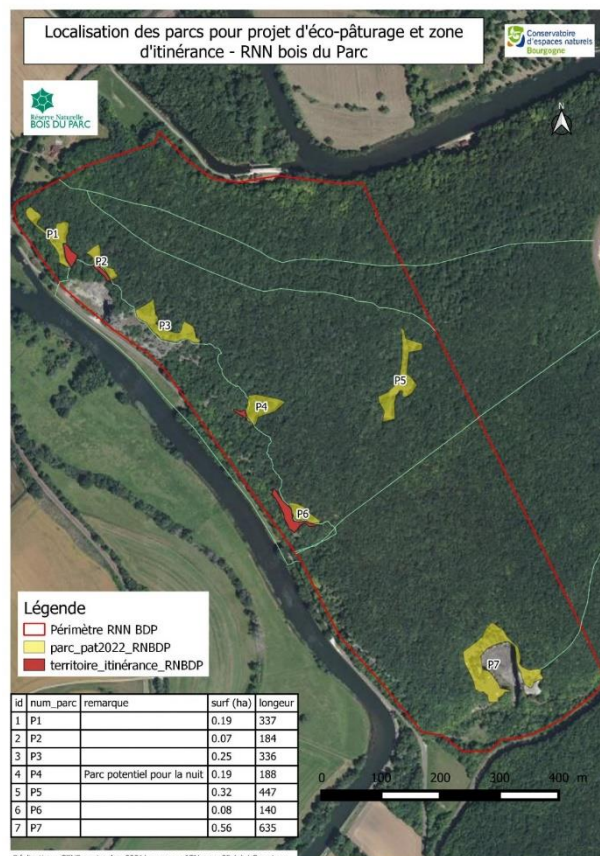 Localisation des parcs pour projet d'éco-pâturage et zone
d'itinérance - RNN bois du Parc
Conservatoire
d'espaces naturels
Bourgogne
Réserve Naturelle
BOIS DU PARC
N
P1
P2
P3
P4
P5
P6
P7
Légende
Périmètre RNN BDP
parc_pat2022_RNBDP
territoire_itinérance_RNBDP
id num_parc remarque surf (ha) longeur
1 P1 0.19 337
2 P2 0.07 184
3 P3 0.25 336
4 P4 Parc potentiel pour la nuit 0.19 188
5 P5 0.32 447
6 P6 0.08 140
7 P7 0.56 635
0 100 200 300 400 m